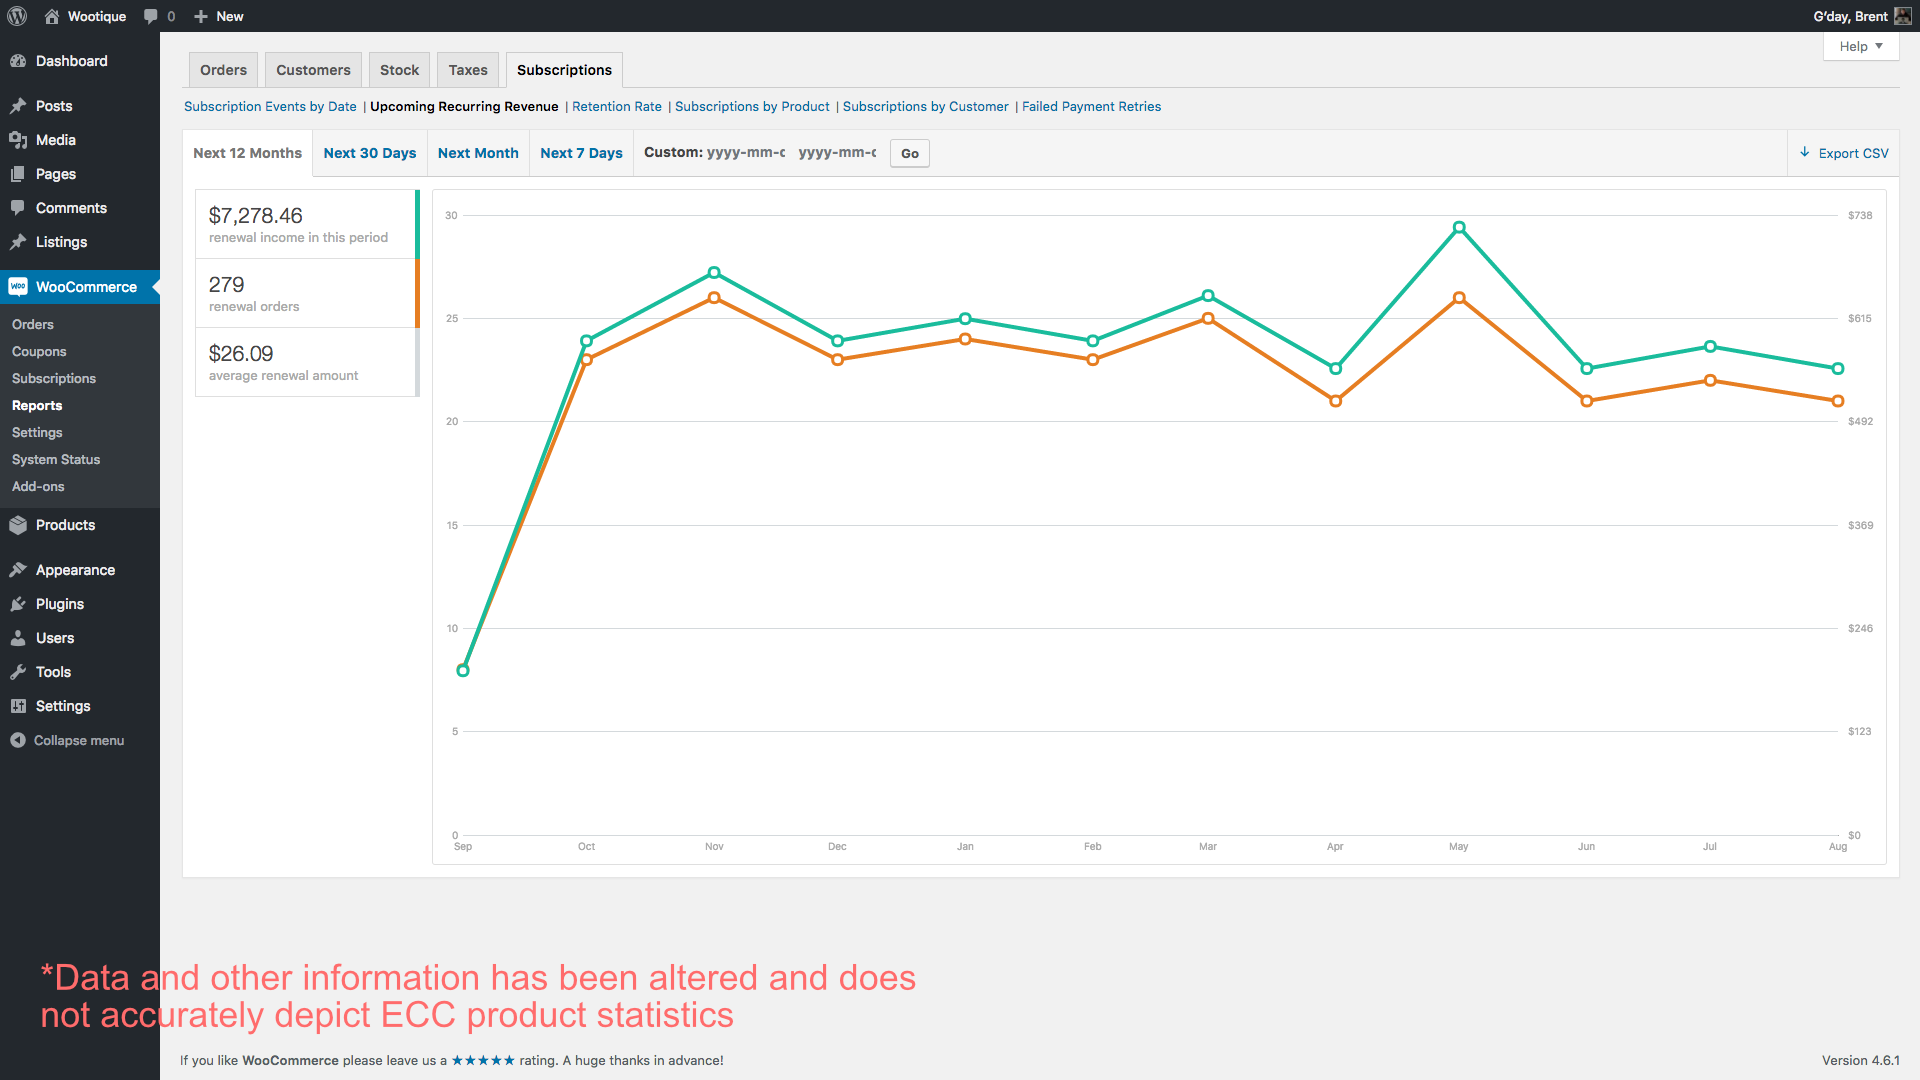 Wootique 0 New G'day, Brent
Help
Dashboard
Posts
Media
Pages
Comments
Listings
WooCommerce
Orders
Coupons
Subscriptions
Reports
Settings
System Status
Add-ons
Products
Appearance
Plugins
Users
Tools
Settings
Collapse menu
Orders Customers Stock Taxes Subscriptions
Subscription Events by Date | Upcoming Recurring Revenue | Retention Rate | Subscriptions by Product | Subscriptions by Customer | Failed Payment Retries
Next 12 Months Next 30 Days Next Month Next 7 Days Custom: yyyy-mm-d yyyy-mm-d Go Export CSV
$7,278.46
renewal income in this period
279
renewal orders
$26.09
average renewal amount
30 $738
25 $615
20 $492
15 $369
10 $246
5 $123
0 $0
Sep Oct Nov Dec Jan Feb Mar Apr May Jun Jul Aug
*Data and other information has been altered and does
not accurately depict ECC product statistics
If you like WooCommerce please leave us a ★★★★★ rating. A huge thanks in advance! Version 4.6.1